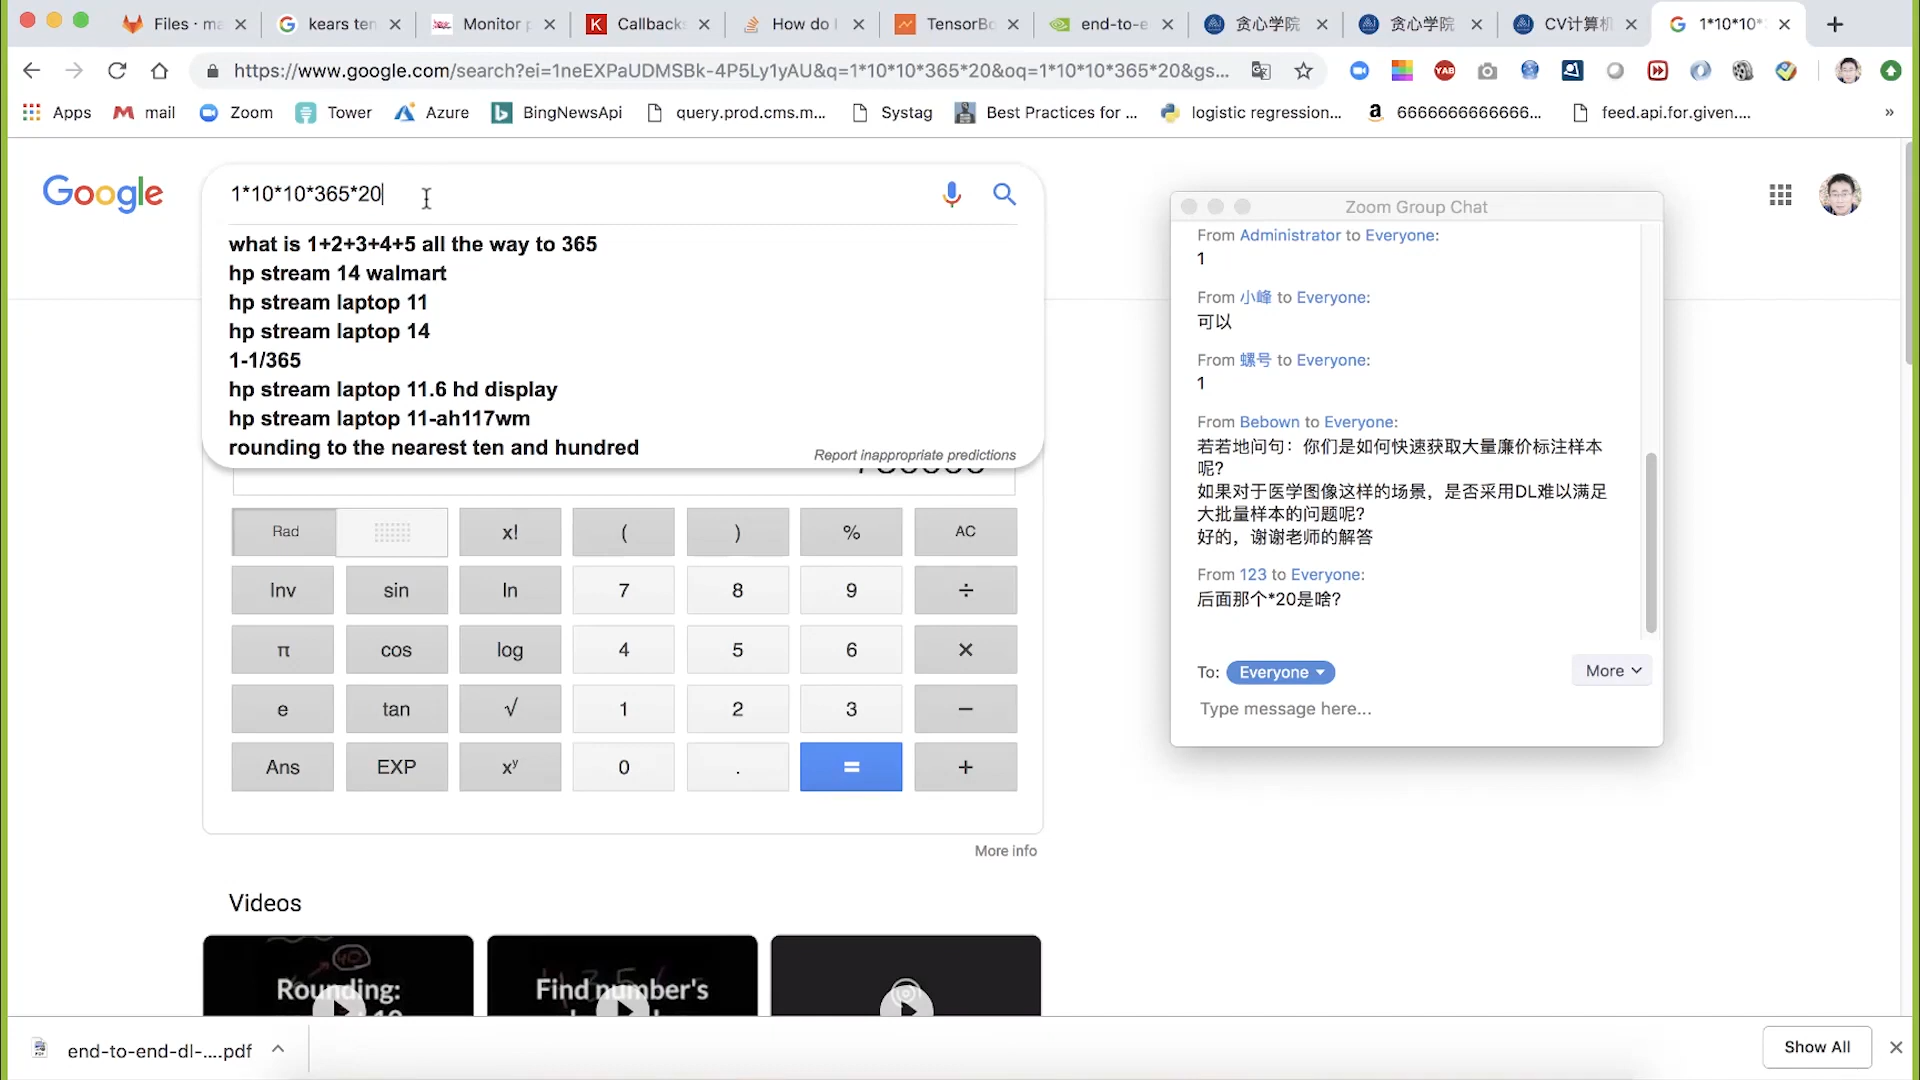 Files · ma
kears ten
Monitor p
Callbacks
How do I
TensorBo
end-to-e
贪心学院
贪心学院
CV计算机
1*10*10*
https://www.google.com/search?ei=1neEXPaUDMSBk-4P5Ly1yAU&q=1*10*10*365*20&oq=1*10*10*365*20&gs...
Apps
mail
Zoom
Tower
Azure
BingNewsApi
query.prod.cms.m...
Systag
Best Practices for ...
logistic regression...
6666666666666...
feed.api.for.given....
»
Google
1*10*10*365*20
what is 1+2+3+4+5 all the way to 365
hp stream 14 walmart
hp stream laptop 11
hp stream laptop 14
1-1/365
hp stream laptop 11.6 hd display
hp stream laptop 11-ah117wm
rounding to the nearest ten and hundred
Report inappropriate predictions
Rad
x!
(
)
%
AC
Inv
sin
ln
7
8
9
÷
π
cos
log
4
5
6
×
e
tan
√
1
2
3
−
Ans
EXP
xʸ
0
.
=
+
More info
Videos
Rounding:
Find number's
Zoom Group Chat
From Administrator to Everyone:
1
From 小峰 to Everyone:
可以
From 螺号 to Everyone:
1
From Bebown to Everyone:
若若地问句：你们是如何快速获取大量廉价标注样本
呢？
如果对于医学图像这样的场景，是否采用DL难以满足
大批量样本的问题呢？
好的，谢谢老师的解答
From 123 to Everyone:
后面那个*20是啥？
To: Everyone
More
Type message here...
end-to-end-dl-....pdf
Show All